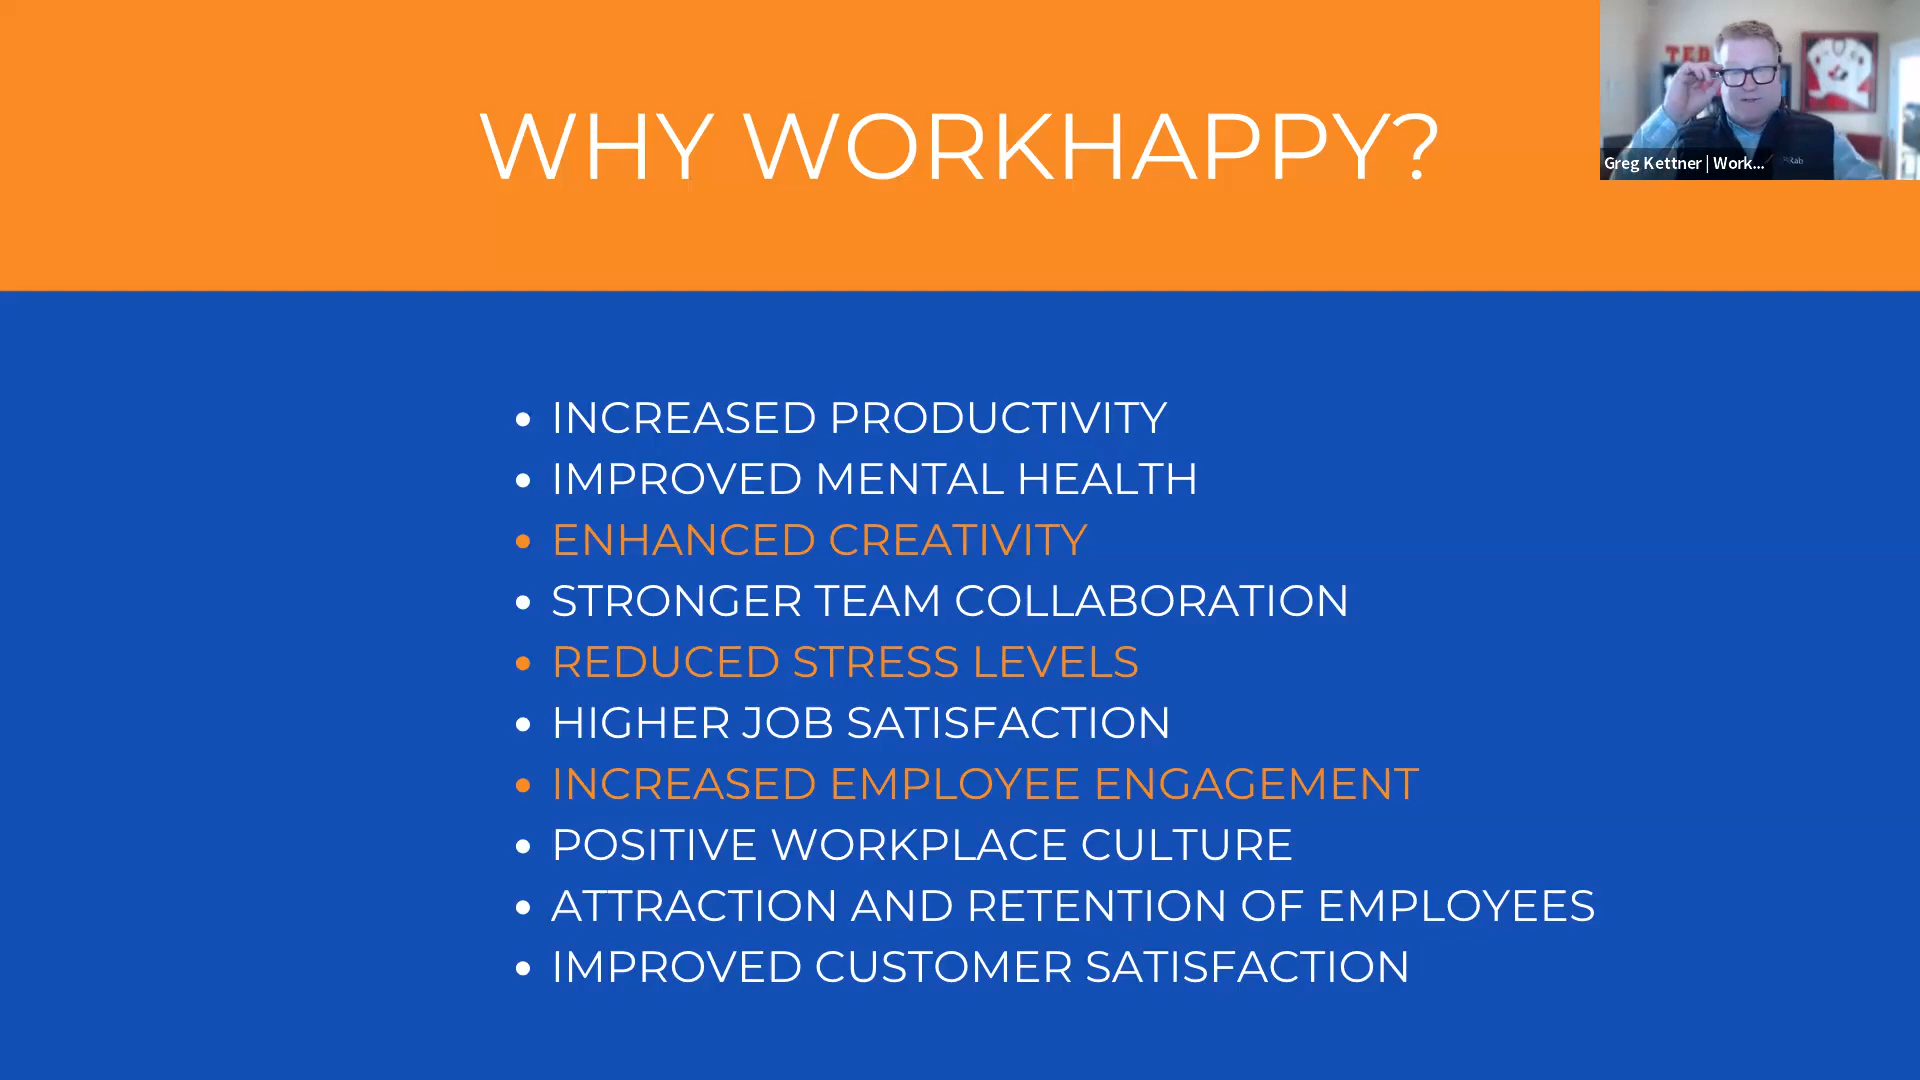 WHY WORKHAPPY?
TED
Greg Kettner | Work...
• INCREASED PRODUCTIVITY
• IMPROVED MENTAL HEALTH
• ENHANCED CREATIVITY
• STRONGER TEAM COLLABORATION
• REDUCED STRESS LEVELS
• HIGHER JOB SATISFACTION
• INCREASED EMPLOYEE ENGAGEMENT
• POSITIVE WORKPLACE CULTURE
• ATTRACTION AND RETENTION OF EMPLOYEES
• IMPROVED CUSTOMER SATISFACTION